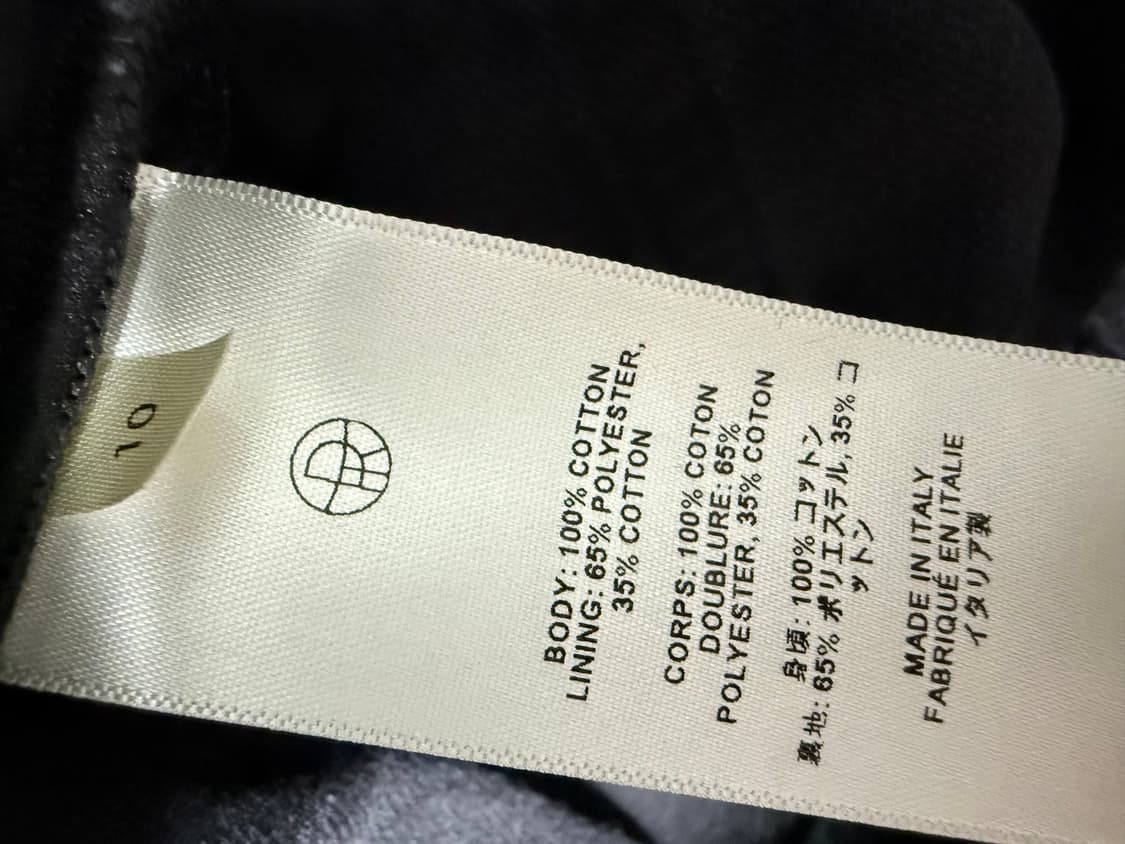 10
BODY: 100% COTTON
LINING: 65% POLYESTER,
35% COTTON
CORPS: 100% COTON
DOUBLURE: 65%
POLYESTER, 35% COTON
身頃: 100% コットン
裏地: 65% ポリエステル, 35% コ
ットン
MADE IN ITALY
FABRIQUÉ EN ITALIE
イタリア製